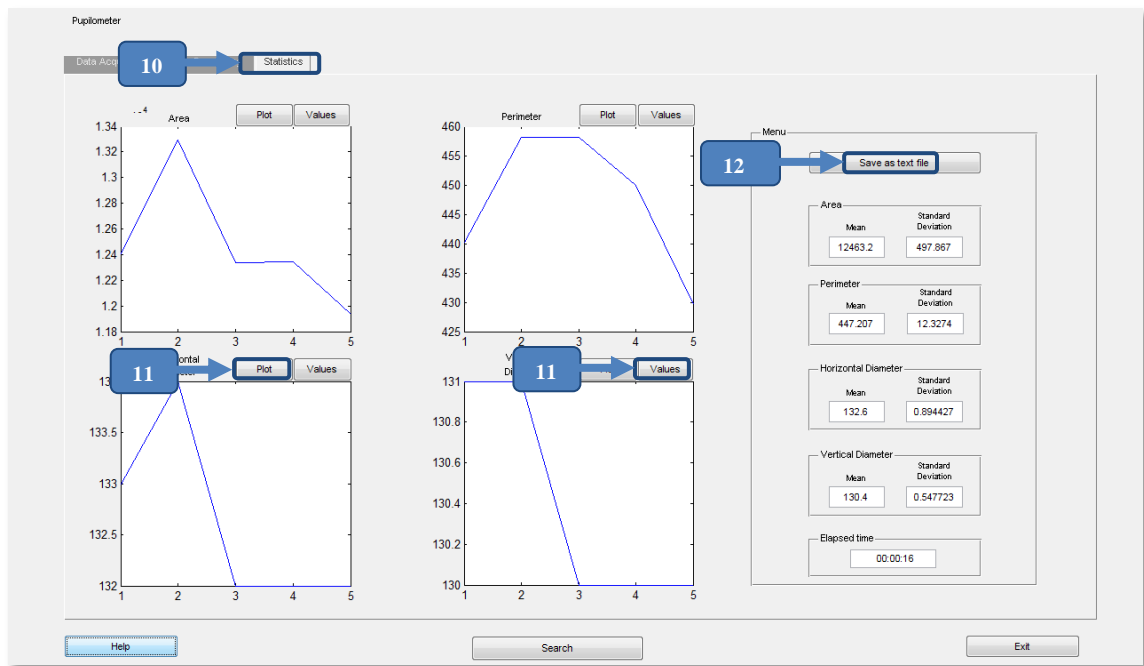 Pupilometer
Data Acq
10
Statistics
4
Area
Plot
Values
1.34
1.32
1.3
1.28
1.26
1.24
1.22
1.2
1.18
1
2
3
4
5
Perimeter
Plot
Values
460
455
450
445
440
435
430
425
1
2
3
4
5
Menu
12
Save as text file
Area
Mean
Standard
Deviation
12463.2
497.867
Perimeter
Mean
Standard
Deviation
447.207
12.3274
11
Plot
Values
133.5
133
132.5
132
1
2
3
4
5
11
Values
131
130.8
130.6
130.4
130.2
130
1
2
3
4
5
Horizontal Diameter
Mean
Standard
Deviation
132.6
0.894427
Vertical Diameter
Mean
Standard
Deviation
130.4
0.547723
Elapsed time
00:00:16
Help
Search
Exit